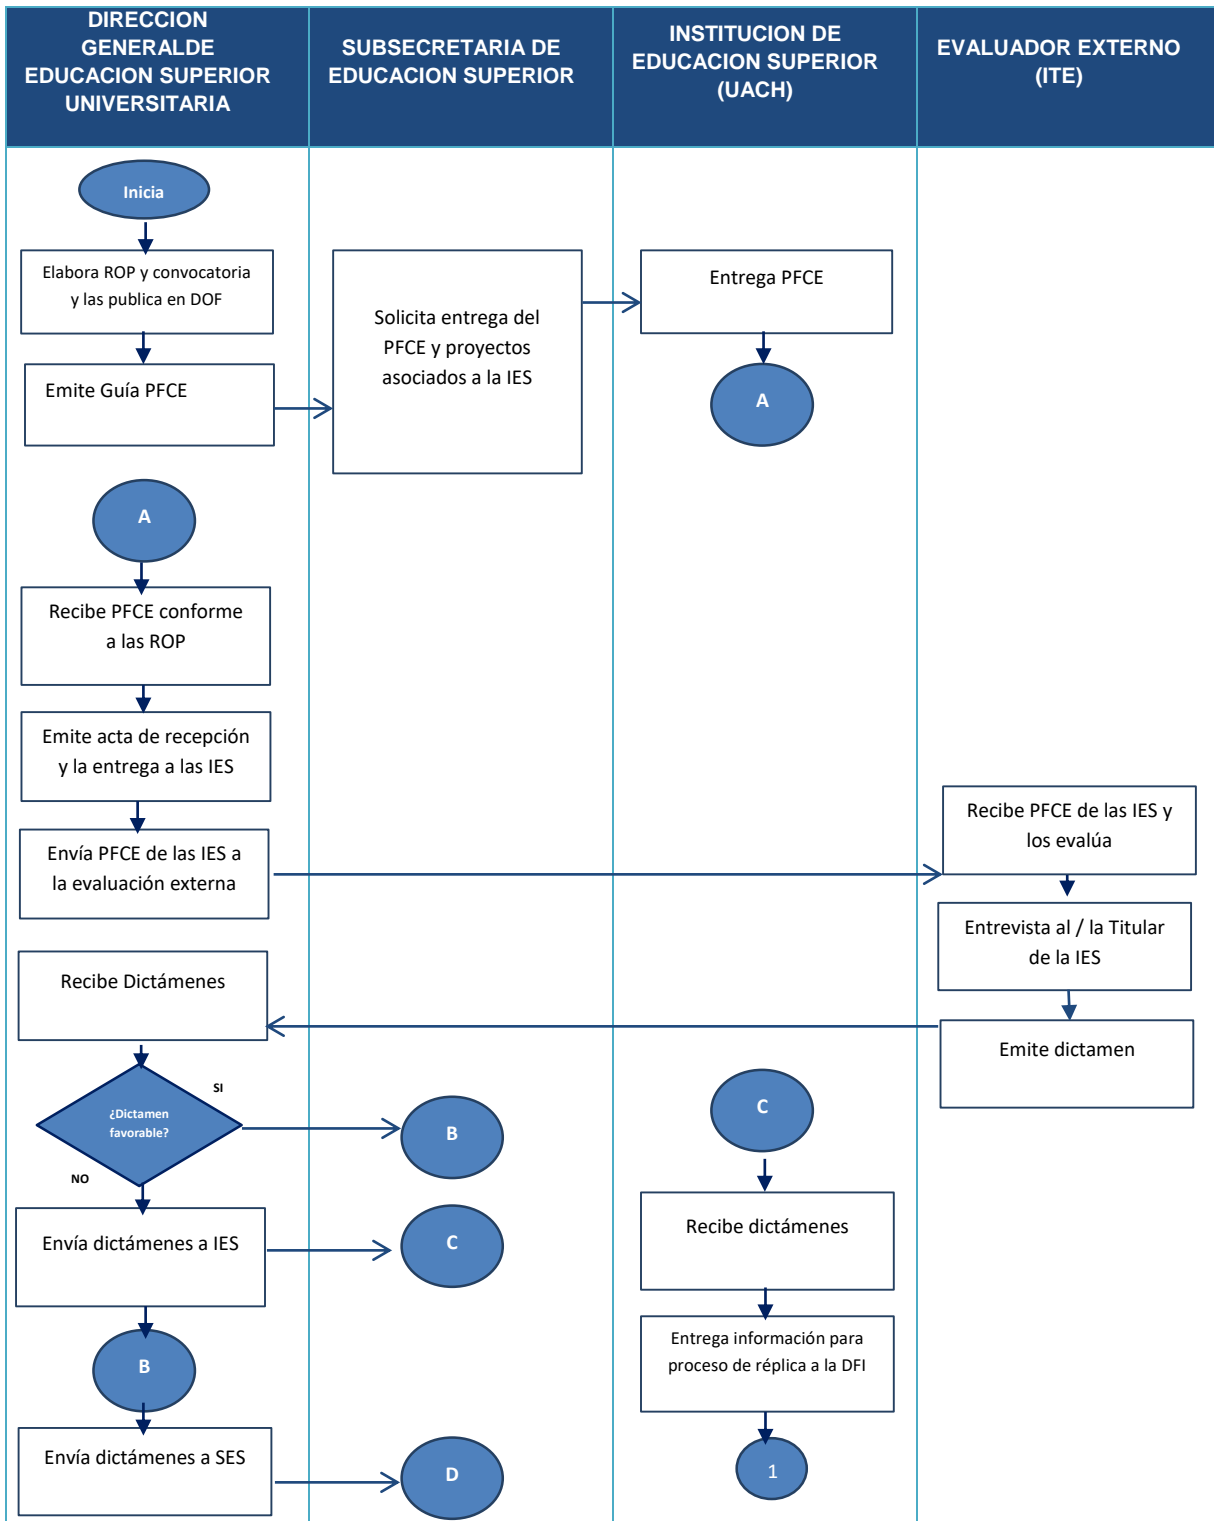 DIRECCION
GENERALDE
EDUCACION SUPERIOR
UNIVERSITARIA
SUBSECRETARIA DE
EDUCACION SUPERIOR
INSTITUCION DE
EDUCACION SUPERIOR
(UACH)
EVALUADOR EXTERNO
(ITE)
Inicia
Elabora ROP y convocatoria
y las publica en DOF
Emite Guía PFCE
Solicita entrega del
PFCE y proyectos
asociados a la IES
Entrega PFCE
A
A
Recibe PFCE conforme
a las ROP
Emite acta de recepción
y la entrega a las IES
Envía PFCE de las IES a
la evaluación externa
Recibe PFCE de las IES y
los evalúa
Entrevista al / la Titular
de la IES
Emite dictamen
Recibe Dictámenes
¿Dictamen
favorable?
SI
NO
B
Envía dictámenes a IES
C
C
Recibe dictámenes
Entrega información para
proceso de réplica a la DFI
1
B
Envía dictámenes a SES
D